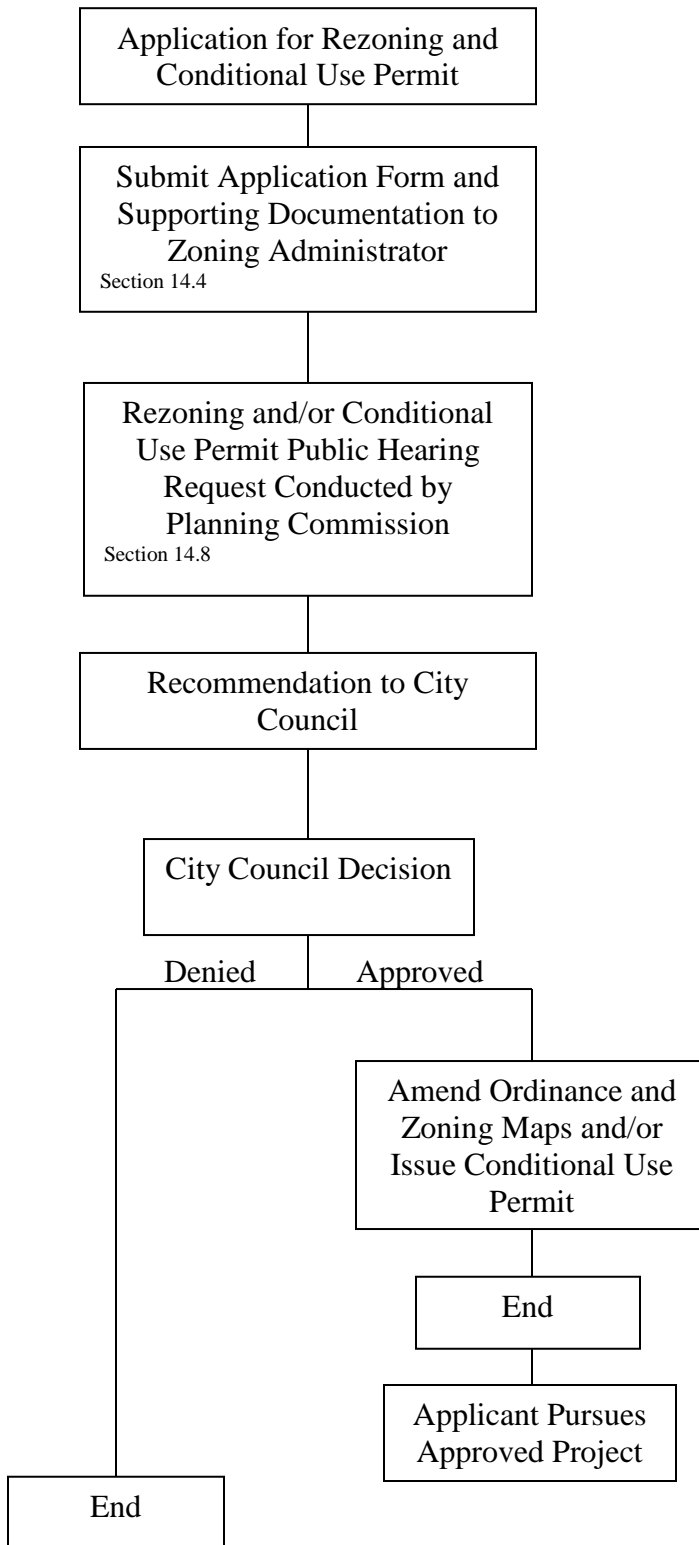 Application for Rezoning and
Conditional Use Permit
Submit Application Form and
Supporting Documentation to
Zoning Administrator
Section 14.4
Rezoning and/or Conditional
Use Permit Public Hearing
Request Conducted by
Planning Commission
Section 14.8
Recommendation to City
Council
City Council Decision
Denied
Approved
Amend Ordinance and
Zoning Maps and/or
Issue Conditional Use
Permit
End
Applicant Pursues
Approved Project
End